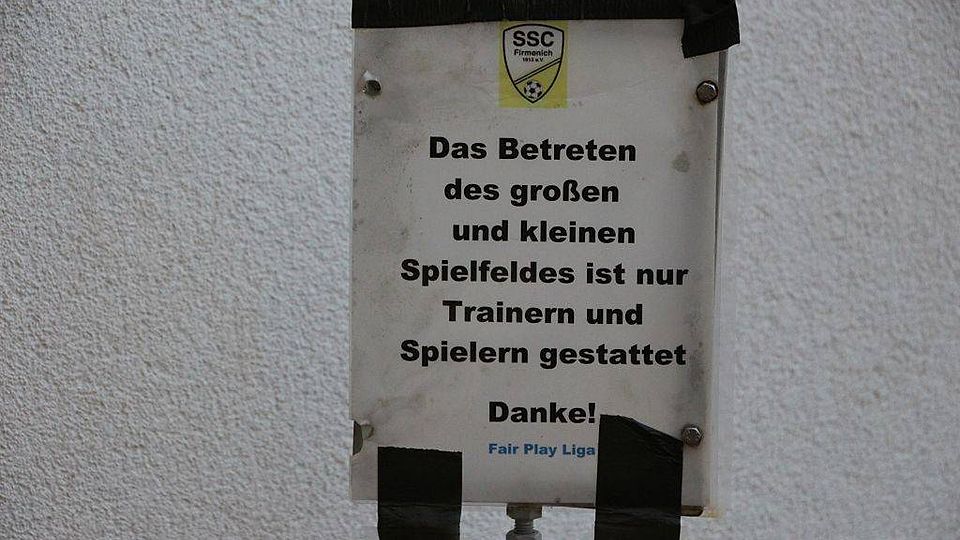 SSC
Firmenich
1913 e.V.
Das Betreten
des großen
und kleinen
Spielfeldes ist nur
Trainern und
Spielern gestattet
Danke!
Fair Play Liga